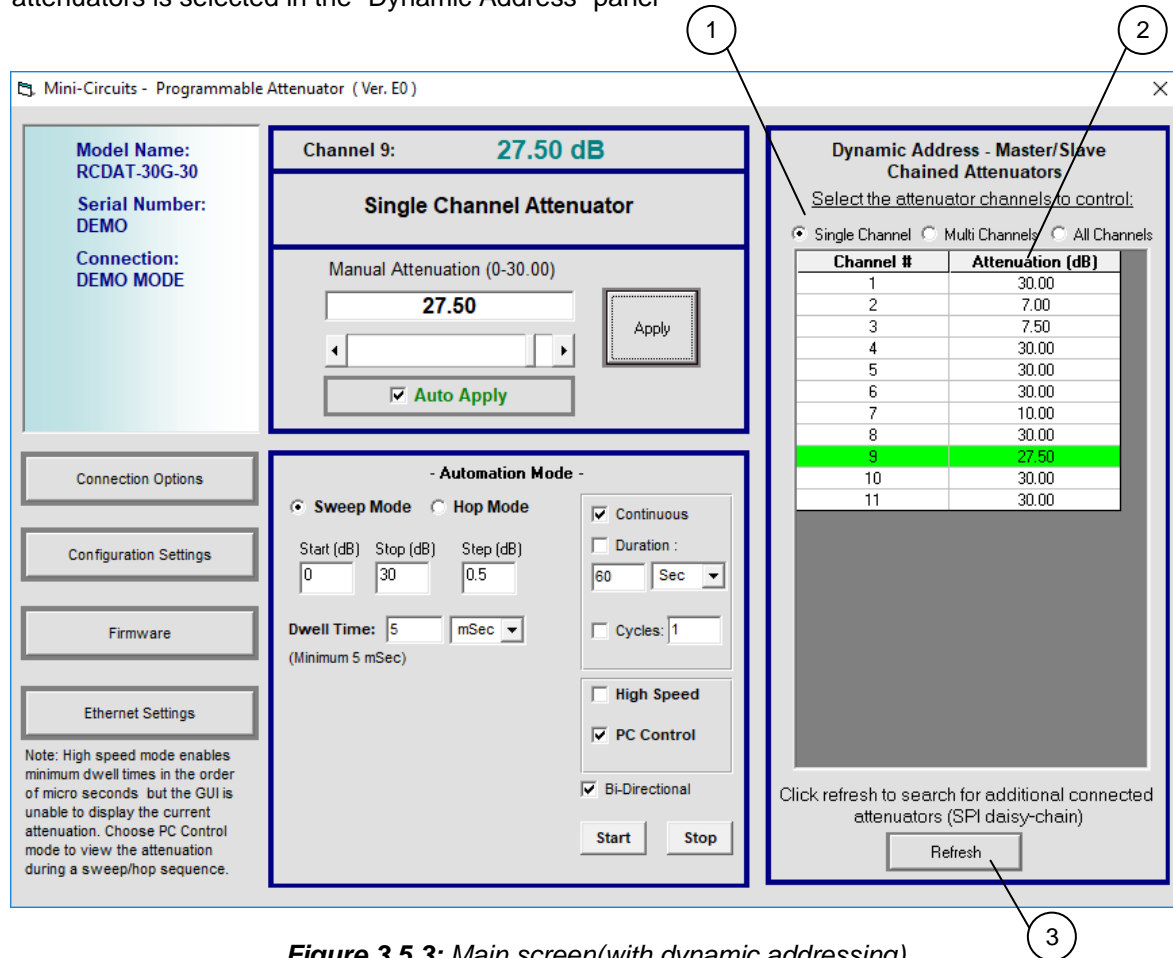 attenuators is selected in the "Dynamic Address" panel
1
2
Mini-Circuits - Programmable Attenuator ( Ver. E0 )
Model Name:
RCDAT-30G-30
Serial Number:
DEMO
Connection:
DEMO MODE
Connection Options
Configuration Settings
Firmware
Ethernet Settings
Note: High speed mode enables
minimum dwell times in the order
of micro seconds but the GUI is
unable to display the current
attenuation. Choose PC Control
mode to view the attenuation
during a sweep/hop sequence.
Channel 9: 27.50 dB
Single Channel Attenuator
Manual Attenuation (0-30.00)
27.50
Apply
Auto Apply
- Automation Mode -
Sweep Mode Hop Mode
Start (dB) Stop (dB) Step (dB)
0 30 0.5
Dwell Time: 5 mSec
(Minimum 5 mSec)
Continuous
Duration :
60 Sec
Cycles: 1
High Speed
PC Control
Bi-Directional
Start Stop
Dynamic Address - Master/Slave
Chained Attenuators
Select the attenuator channels to control:
Single Channel Multi Channels All Channels
Channel # Attenuation (dB)
1 30.00
2 7.00
3 7.50
4 30.00
5 30.00
6 30.00
7 10.00
8 30.00
9 27.50
10 30.00
11 30.00
Click refresh to search for additional connected
attenuators (SPI daisy-chain)
Refresh
3
Figure 3.5.3: Main screen(with dynamic addressing)